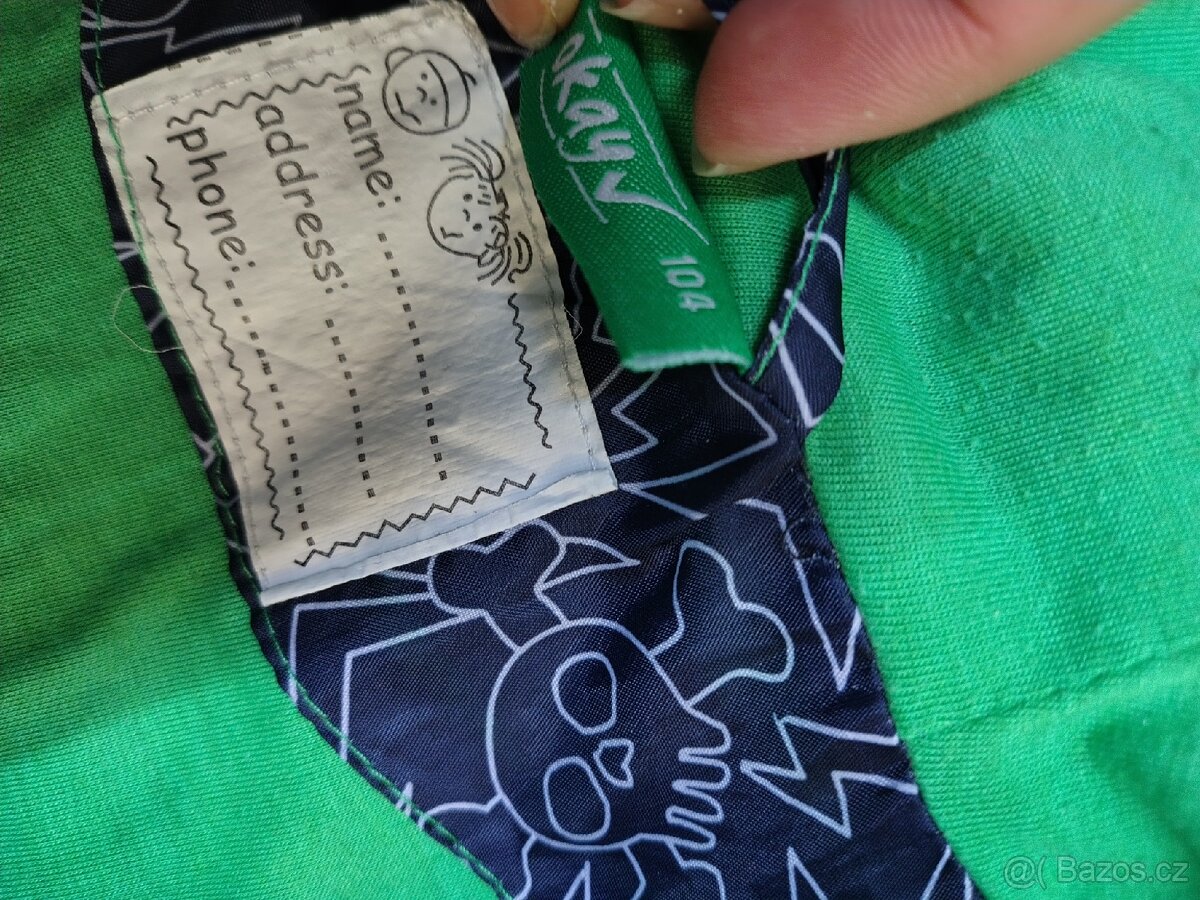 name:
address:
phone:
okay
104
@( Bazos.cz